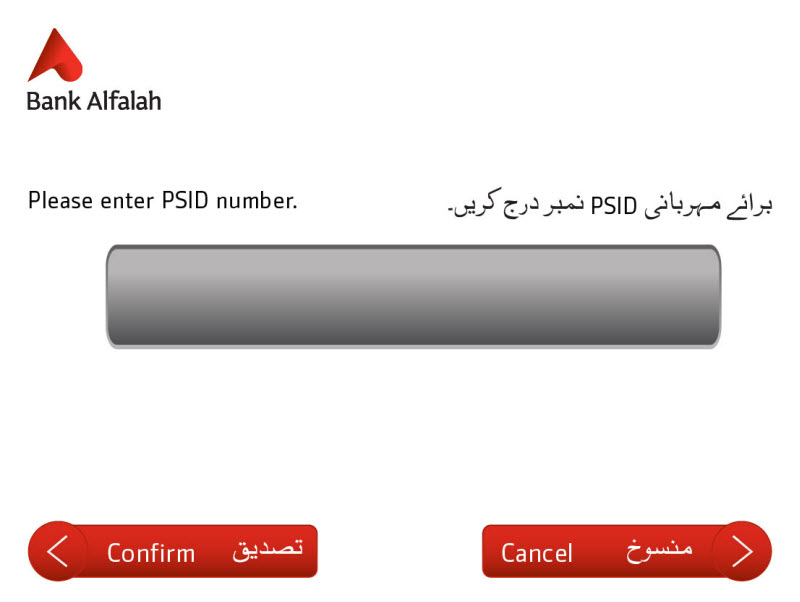 Bank Alfalah
Please enter PSID number.
برائے مہربانی PSID نمبر درج کریں۔
Confirm تصدیق
Cancel منسوخ